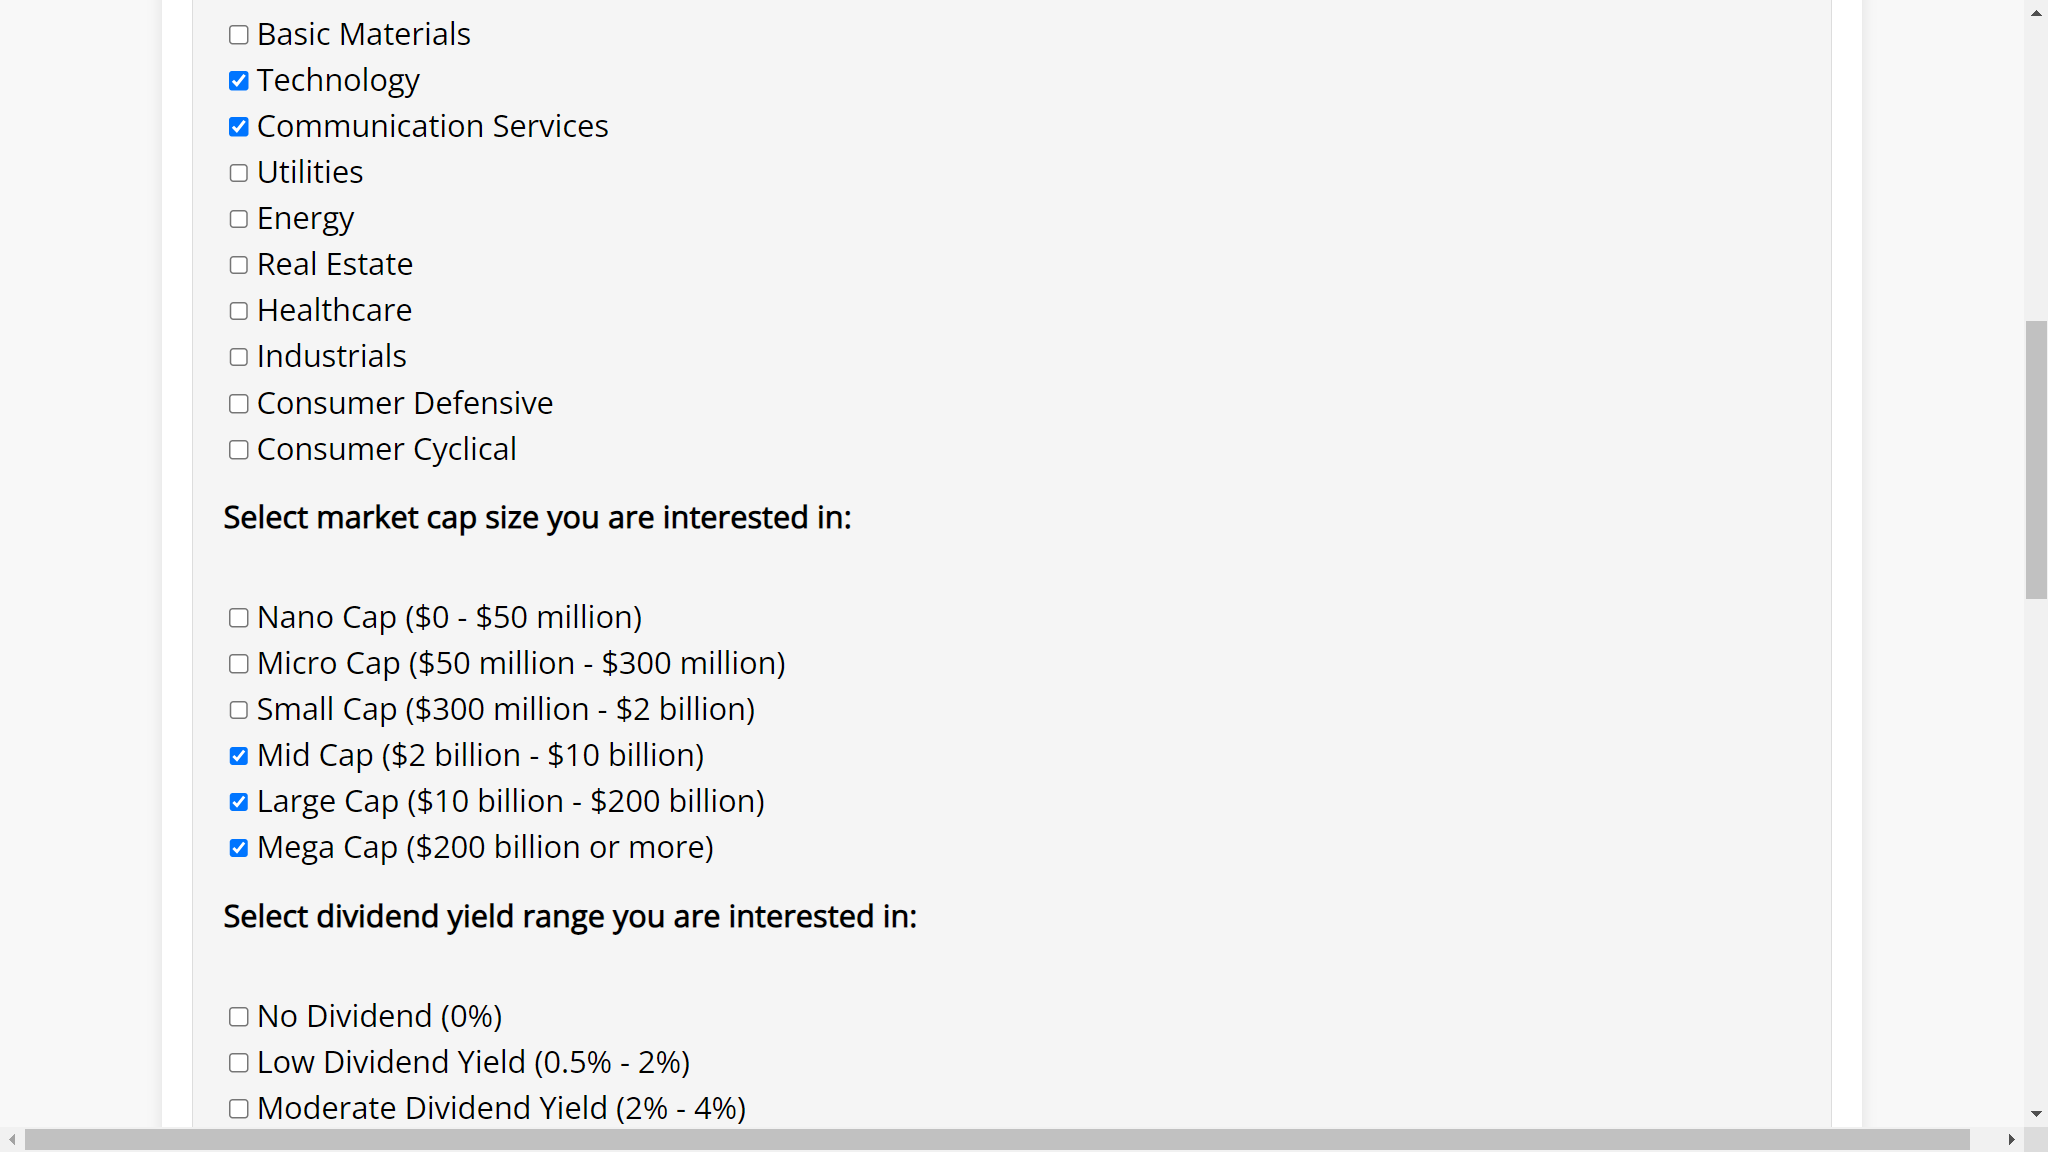 Basic Materials
Technology
Communication Services
Utilities
Energy
Real Estate
Healthcare
Industrials
Consumer Defensive
Consumer Cyclical
Select market cap size you are interested in:
Nano Cap ($0 - $50 million)
Micro Cap ($50 million - $300 million)
Small Cap ($300 million - $2 billion)
Mid Cap ($2 billion - $10 billion)
Large Cap ($10 billion - $200 billion)
Mega Cap ($200 billion or more)
Select dividend yield range you are interested in:
No Dividend (0%)
Low Dividend Yield (0.5% - 2%)
Moderate Dividend Yield (2% - 4%)